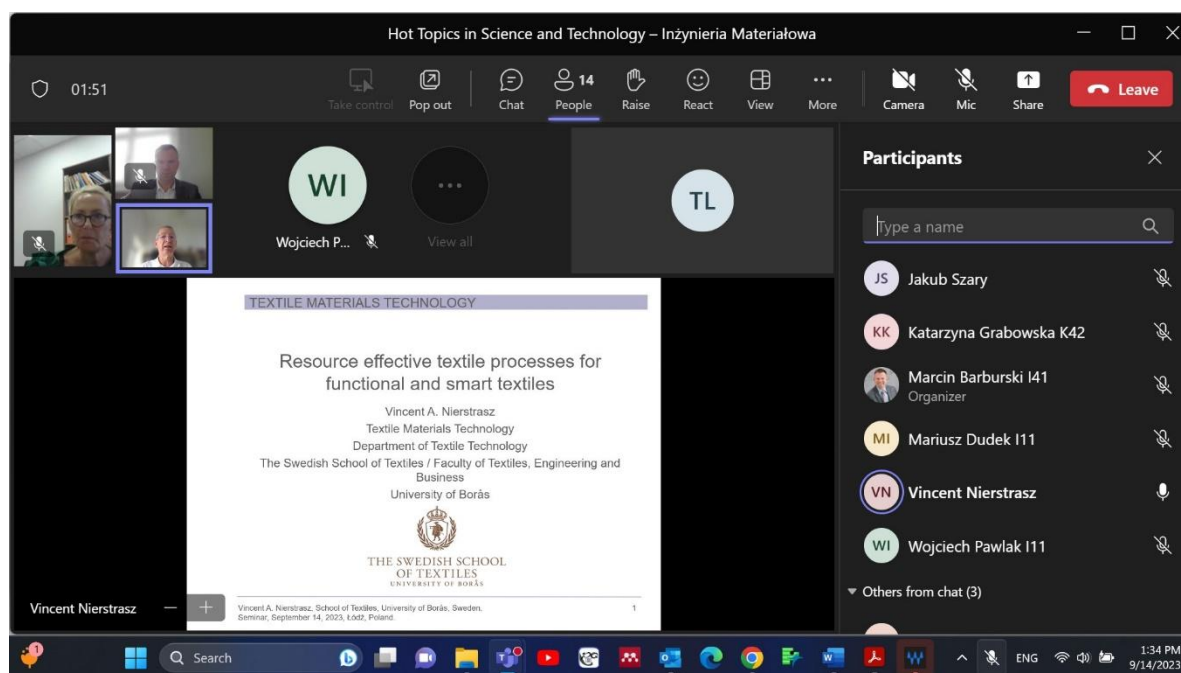 Hot Topics in Science and Technology – Inżynieria Materiałowa
01:51
Take control
Pop out
Chat
14
People
Raise
React
View
More
Camera
Mic
Share
Leave
WI
Wojciech P...
View all
TL
TEXTILE MATERIALS TECHNOLOGY
Resource effective textile processes for
functional and smart textiles
Vincent A. Nierstrasz
Textile Materials Technology
Department of Textile Technology
The Swedish School of Textiles / Faculty of Textiles, Engineering and
Business
University of Borås
THE SWEDISH SCHOOL
OF TEXTILES
UNIVERSITY OF BORÅS
Vincent A. Nierstrasz, School of Textiles, University of Borås, Sweden.
Seminar, September 14, 2023, Łódź, Poland.
1
Vincent Nierstrasz
Participants
Type a name
JS
Jakub Szary
KK
Katarzyna Grabowska K42
Marcin Barburski I41
Organizer
MI
Mariusz Dudek I11
VN
Vincent Nierstrasz
WI
Wojciech Pawlak I11
Others from chat (3)
1
Search
ENG
1:34 PM
9/14/2023